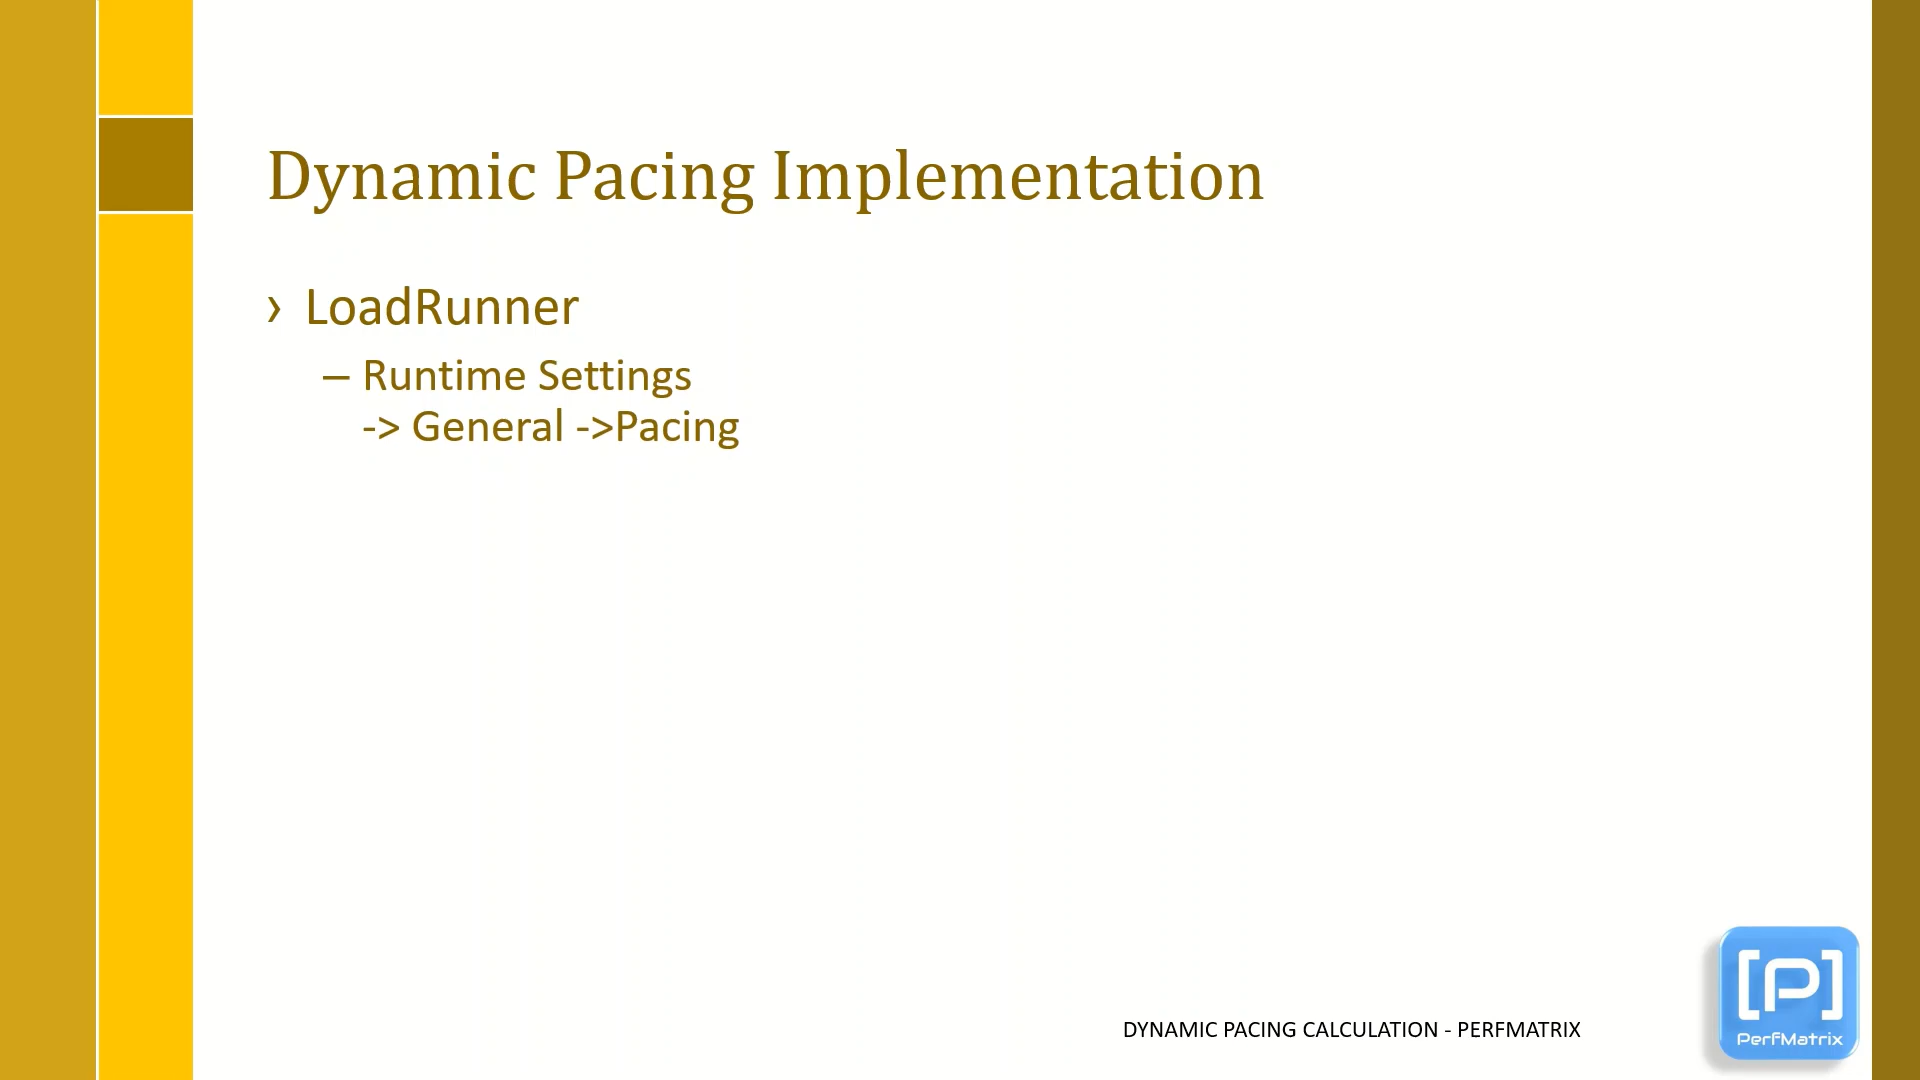 Dynamic Pacing Implementation
› LoadRunner
– Runtime Settings
-> General ->Pacing
DYNAMIC PACING CALCULATION - PERFMATRIX
[P]
PerfMatrix